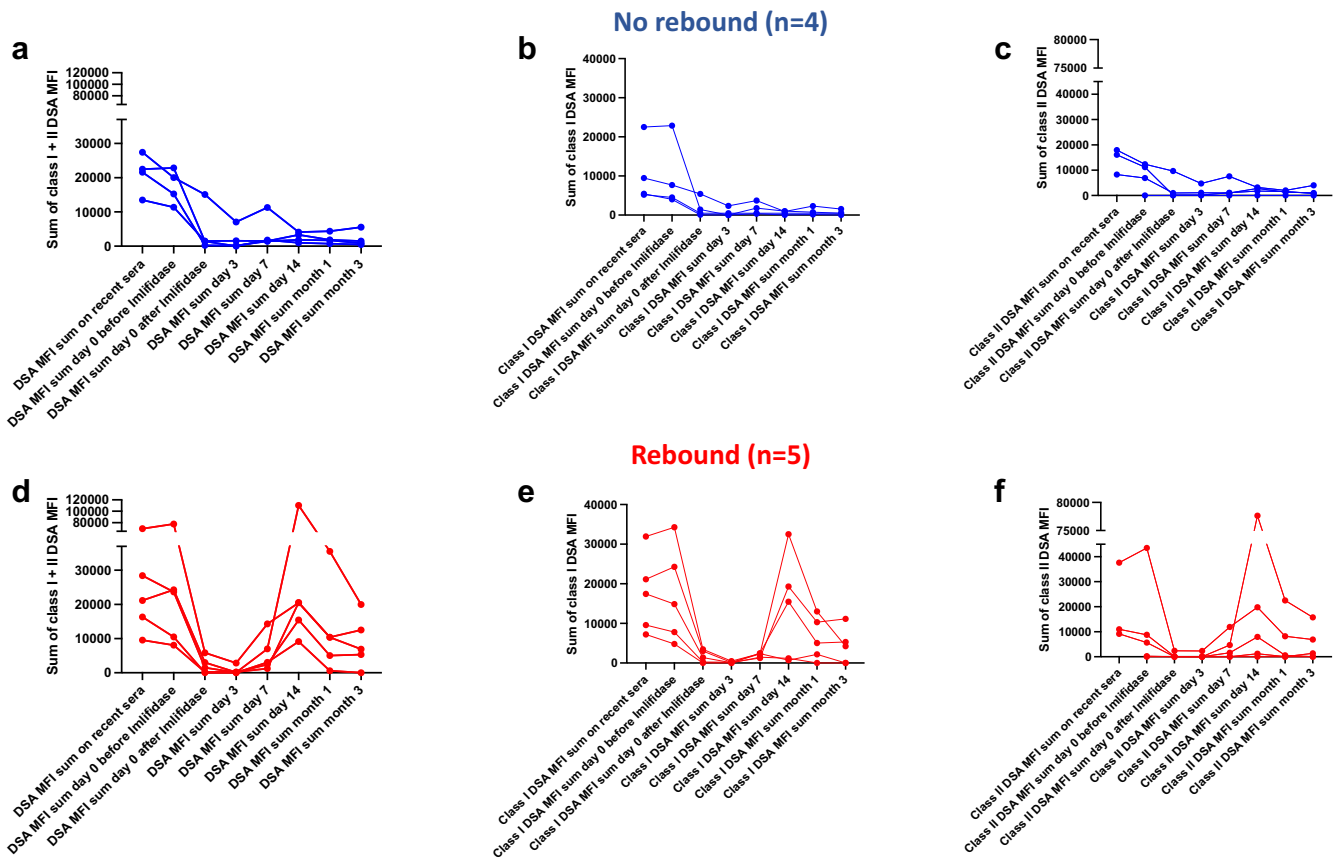 No rebound (n=4)
a
Sum of class I + II DSA MFI
120000
100000
80000
30000
20000
10000
0
DSA MFI sum on recent sera
DSA MFI sum day 0 before Imlifidase
DSA MFI sum day 0 after Imlifidase
DSA MFI sum day 3
DSA MFI sum day 7
DSA MFI sum day 14
DSA MFI sum month 1
DSA MFI sum month 3
b
Sum of class I DSA MFI
40000
30000
20000
10000
0
Class I DSA MFI sum on recent sera
Class I DSA MFI sum day 0 before Imlifidase
Class I DSA MFI sum day 0 after Imlifidase
Class I DSA MFI sum day 3
Class I DSA MFI sum day 7
Class I DSA MFI sum day 14
Class I DSA MFI sum month 1
Class I DSA MFI sum month 3
c
Sum of class II DSA MFI
80000
75000
40000
30000
20000
10000
0
Class II DSA MFI sum on recent sera
Class II DSA MFI sum day 0 before Imlifidase
Class II DSA MFI sum day 0 after Imlifidase
Class II DSA MFI sum day 3
Class II DSA MFI sum day 7
Class II DSA MFI sum day 14
Class II DSA MFI sum month 1
Class II DSA MFI sum month 3
Rebound (n=5)
d
Sum of class I + II DSA MFI
120000
100000
80000
30000
20000
10000
0
DSA MFI sum on recent sera
DSA MFI sum day 0 before Imlifidase
DSA MFI sum day 0 after Imlifidase
DSA MFI sum day 3
DSA MFI sum day 7
DSA MFI sum day 14
DSA MFI sum month 1
DSA MFI sum month 3
e
Sum of class I DSA MFI
40000
30000
20000
10000
0
Class I DSA MFI sum on recent sera
Class I DSA MFI sum day 0 before Imlifidase
Class I DSA MFI sum day 0 after Imlifidase
Class I DSA MFI sum day 3
Class I DSA MFI sum day 7
Class I DSA MFI sum day 14
Class I DSA MFI sum month 1
Class I DSA MFI sum month 3
f
Sum of class II DSA MFI
80000
75000
40000
30000
20000
10000
0
Class II DSA MFI sum on recent sera
Class II DSA MFI sum day 0 before Imlifidase
Class II DSA MFI sum day 0 after Imlifidase
Class II DSA MFI sum day 3
Class II DSA MFI sum day 7
Class II DSA MFI sum day 14
Class II DSA MFI sum month 1
Class II DSA MFI sum month 3